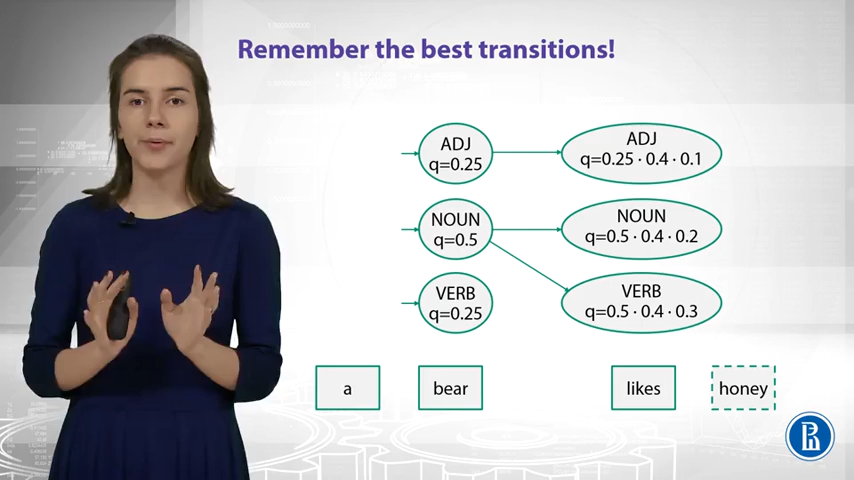 Remember the best transitions!
ADJ
q=0.25
ADJ
q=0.25 · 0.4 · 0.1
NOUN
q=0.5
NOUN
q=0.5 · 0.4 · 0.2
VERB
q=0.25
VERB
q=0.5 · 0.4 · 0.3
a
bear
likes
honey